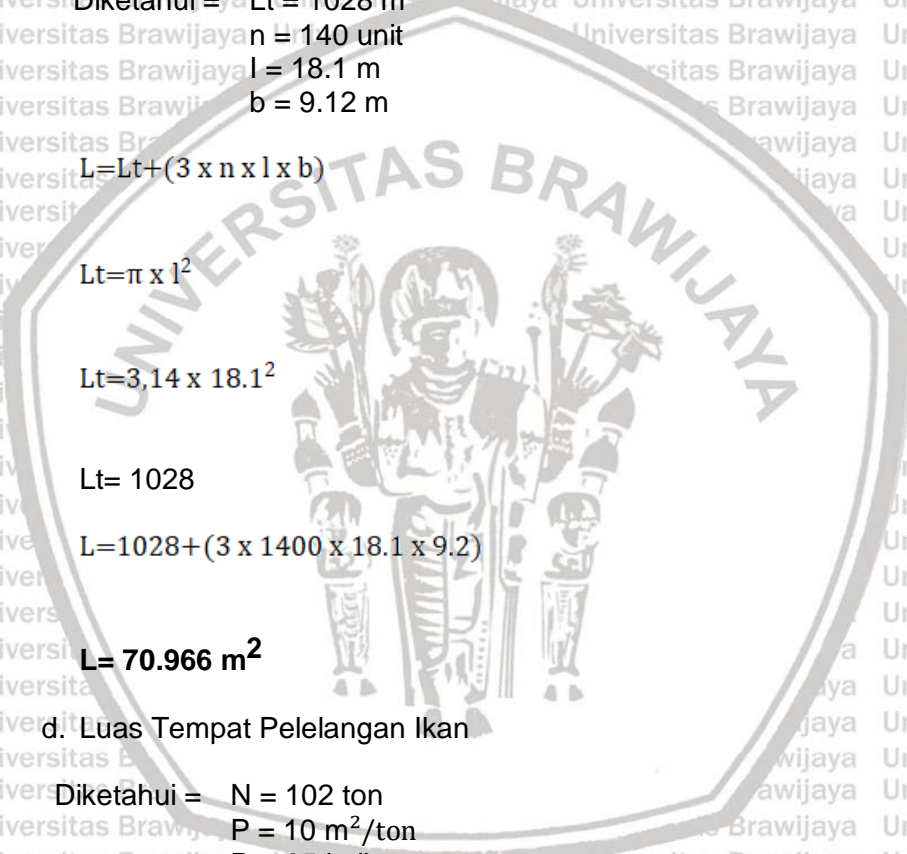 Diketahui = Lt = 1028 m
n = 140 unit
l = 18.1 m
b = 9.12 m
L=Lt+(3 x n x l x b)
Lt=π x l²
Lt=3,14 x 18.1²
Lt= 1028
L=1028+(3 x 1400 x 18.1 x 9.2)
L= 70.966 m²
d. Luas Tempat Pelelangan Ikan
Diketahui = N = 102 ton
P = 10 m²/ton
UNIVERSITAS BRAWIJAYA